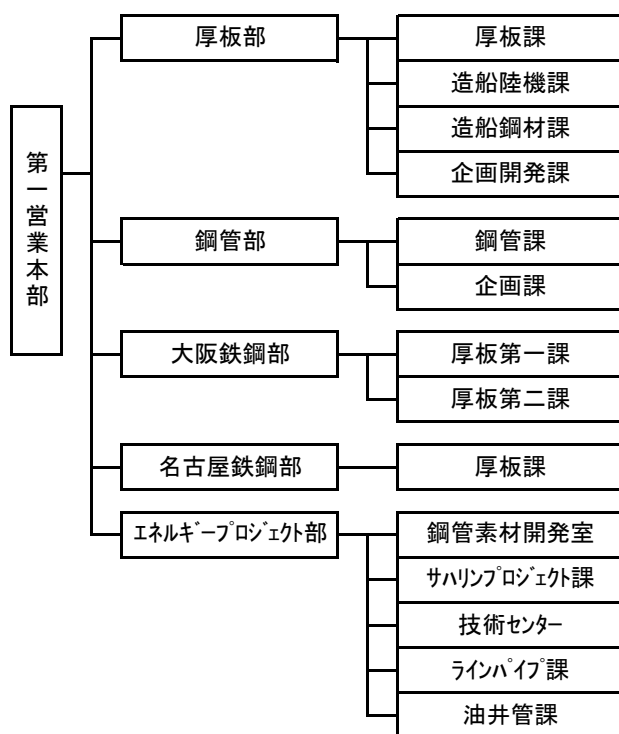 第一営業本部
厚板部
厚板課
造船陸機課
造船鋼材課
企画開発課
鋼管部
鋼管課
企画課
大阪鉄鋼部
厚板第一課
厚板第二課
名古屋鉄鋼部
厚板課
ｴﾈﾙｷﾞｰﾌﾟﾛｼﾞｪｸﾄ部
鋼管素材開発室
ｻﾊﾘﾝﾌﾟﾛｼﾞｪｸﾄ課
技術ｾﾝﾀｰ
ﾗｲﾝﾊﾟｲﾌﾟ課
油井管課